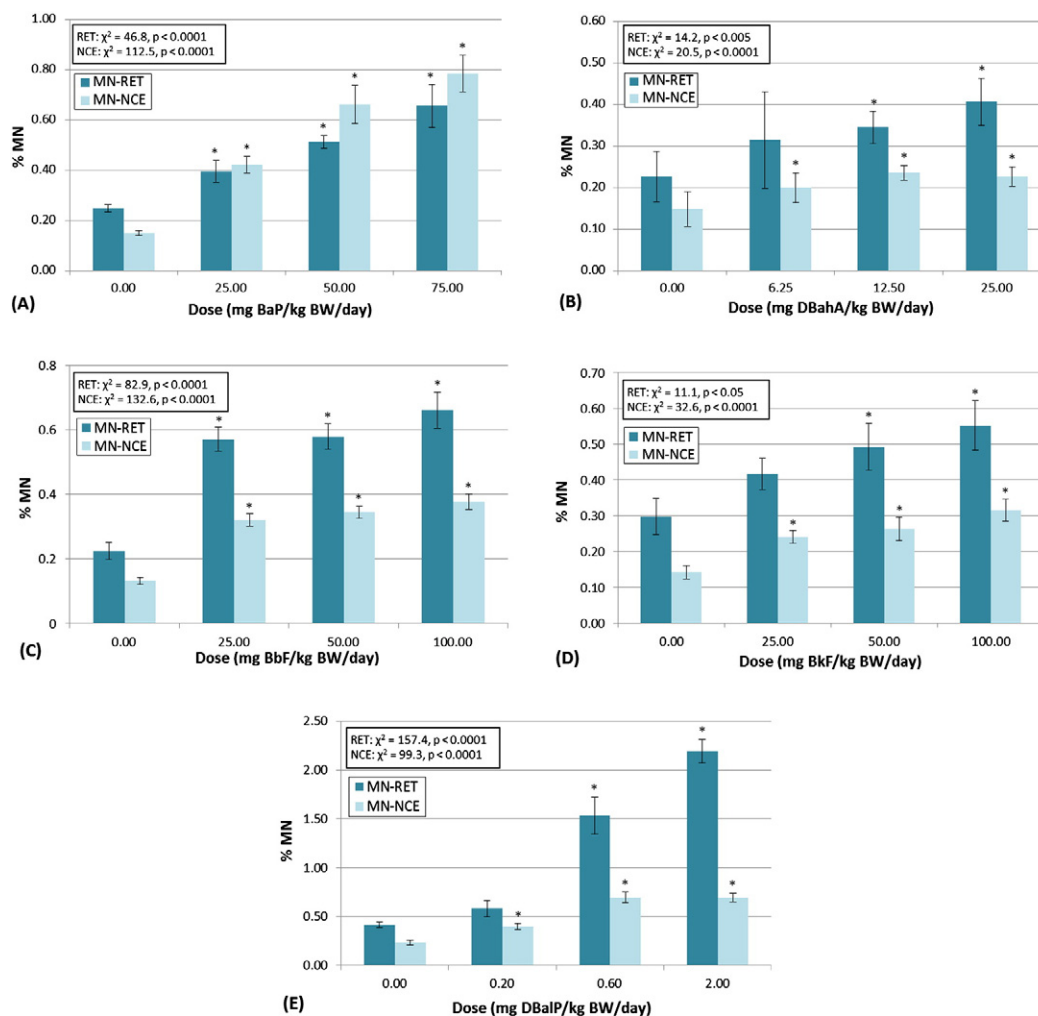 RET: χ² = 46.8, p < 0.0001
NCE: χ² = 112.5, p < 0.0001
MN-RET
MN-NCE
% MN
1.00
0.80
0.60
0.40
0.20
0.00
* * * * * *
0.00 25.00 50.00 75.00
Dose (mg BaP/kg BW/day)
(A)
RET: χ² = 14.2, p < 0.005
NCE: χ² = 20.5, p < 0.0001
MN-RET
MN-NCE
% MN
0.60
0.50
0.40
0.30
0.20
0.10
0.00
* * * * *
0.00 6.25 12.50 25.00
Dose (mg DBahA/kg BW/day)
(B)
RET: χ² = 82.9, p < 0.0001
NCE: χ² = 132.6, p < 0.0001
MN-RET
MN-NCE
% MN
0.8
0.6
0.4
0.2
0
* * * * * *
0.00 25.00 50.00 100.00
Dose (mg BbF/kg BW/day)
(C)
RET: χ² = 11.1, p < 0.05
NCE: χ² = 32.6, p < 0.0001
MN-RET
MN-NCE
% MN
0.70
0.60
0.50
0.40
0.30
0.20
0.10
0.00
* * * * *
0.00 25.00 50.00 100.00
Dose (mg BkF/kg BW/day)
(D)
RET: χ² = 157.4, p < 0.0001
NCE: χ² = 99.3, p < 0.0001
MN-RET
MN-NCE
% MN
2.50
2.00
1.50
1.00
0.50
0.00
* * * * *
0.00 0.20 0.60 2.00
Dose (mg DBalP/kg BW/day)
(E)